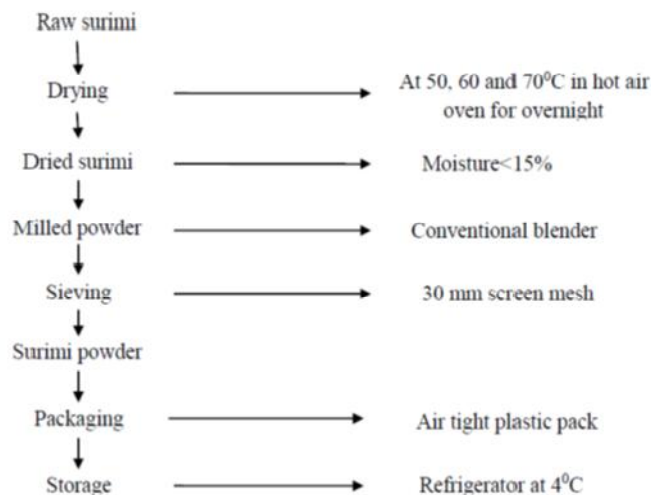 Raw surimi
Drying
At 50, 60 and 70⁰C in hot air
oven for overnight
Dried surimi
Moisture<15%
Milled powder
Conventional blender
Sieving
30 mm screen mesh
Surimi powder
Packaging
Air tight plastic pack
Storage
Refrigerator at 4⁰C